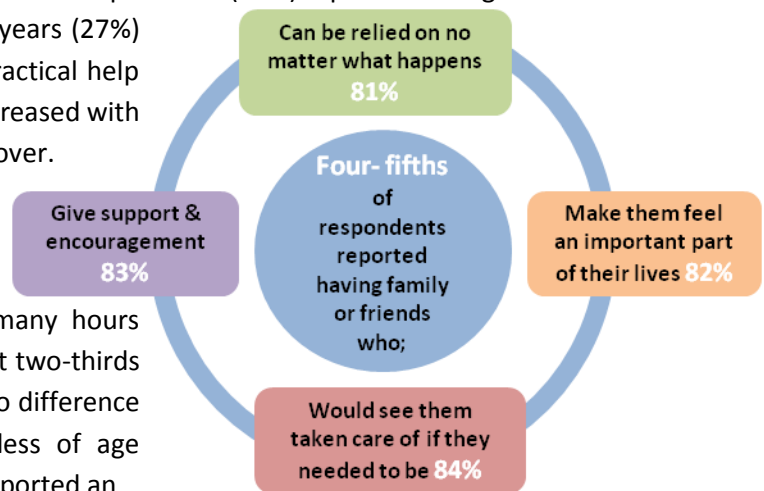 years (27%)
ractical help
creased with
over.
many hours
t two-thirds
o difference
less of age
ported an
Can be relied on no
matter what happens
81%
Give support &
encouragement
83%
Four- fifths
of
respondents
reported
having family
or friends
who;
Make them feel
an important part
of their lives 82%
Would see them
taken care of if they
needed to be 84%